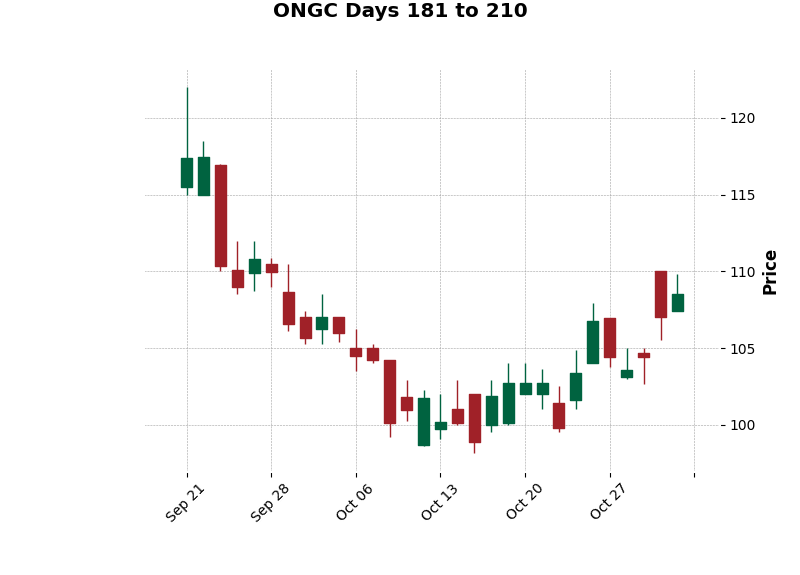 ONGC Days 181 to 210
120
115
110
105
100
Price
Sep 21
Sep 28
Oct 06
Oct 13
Oct 20
Oct 27